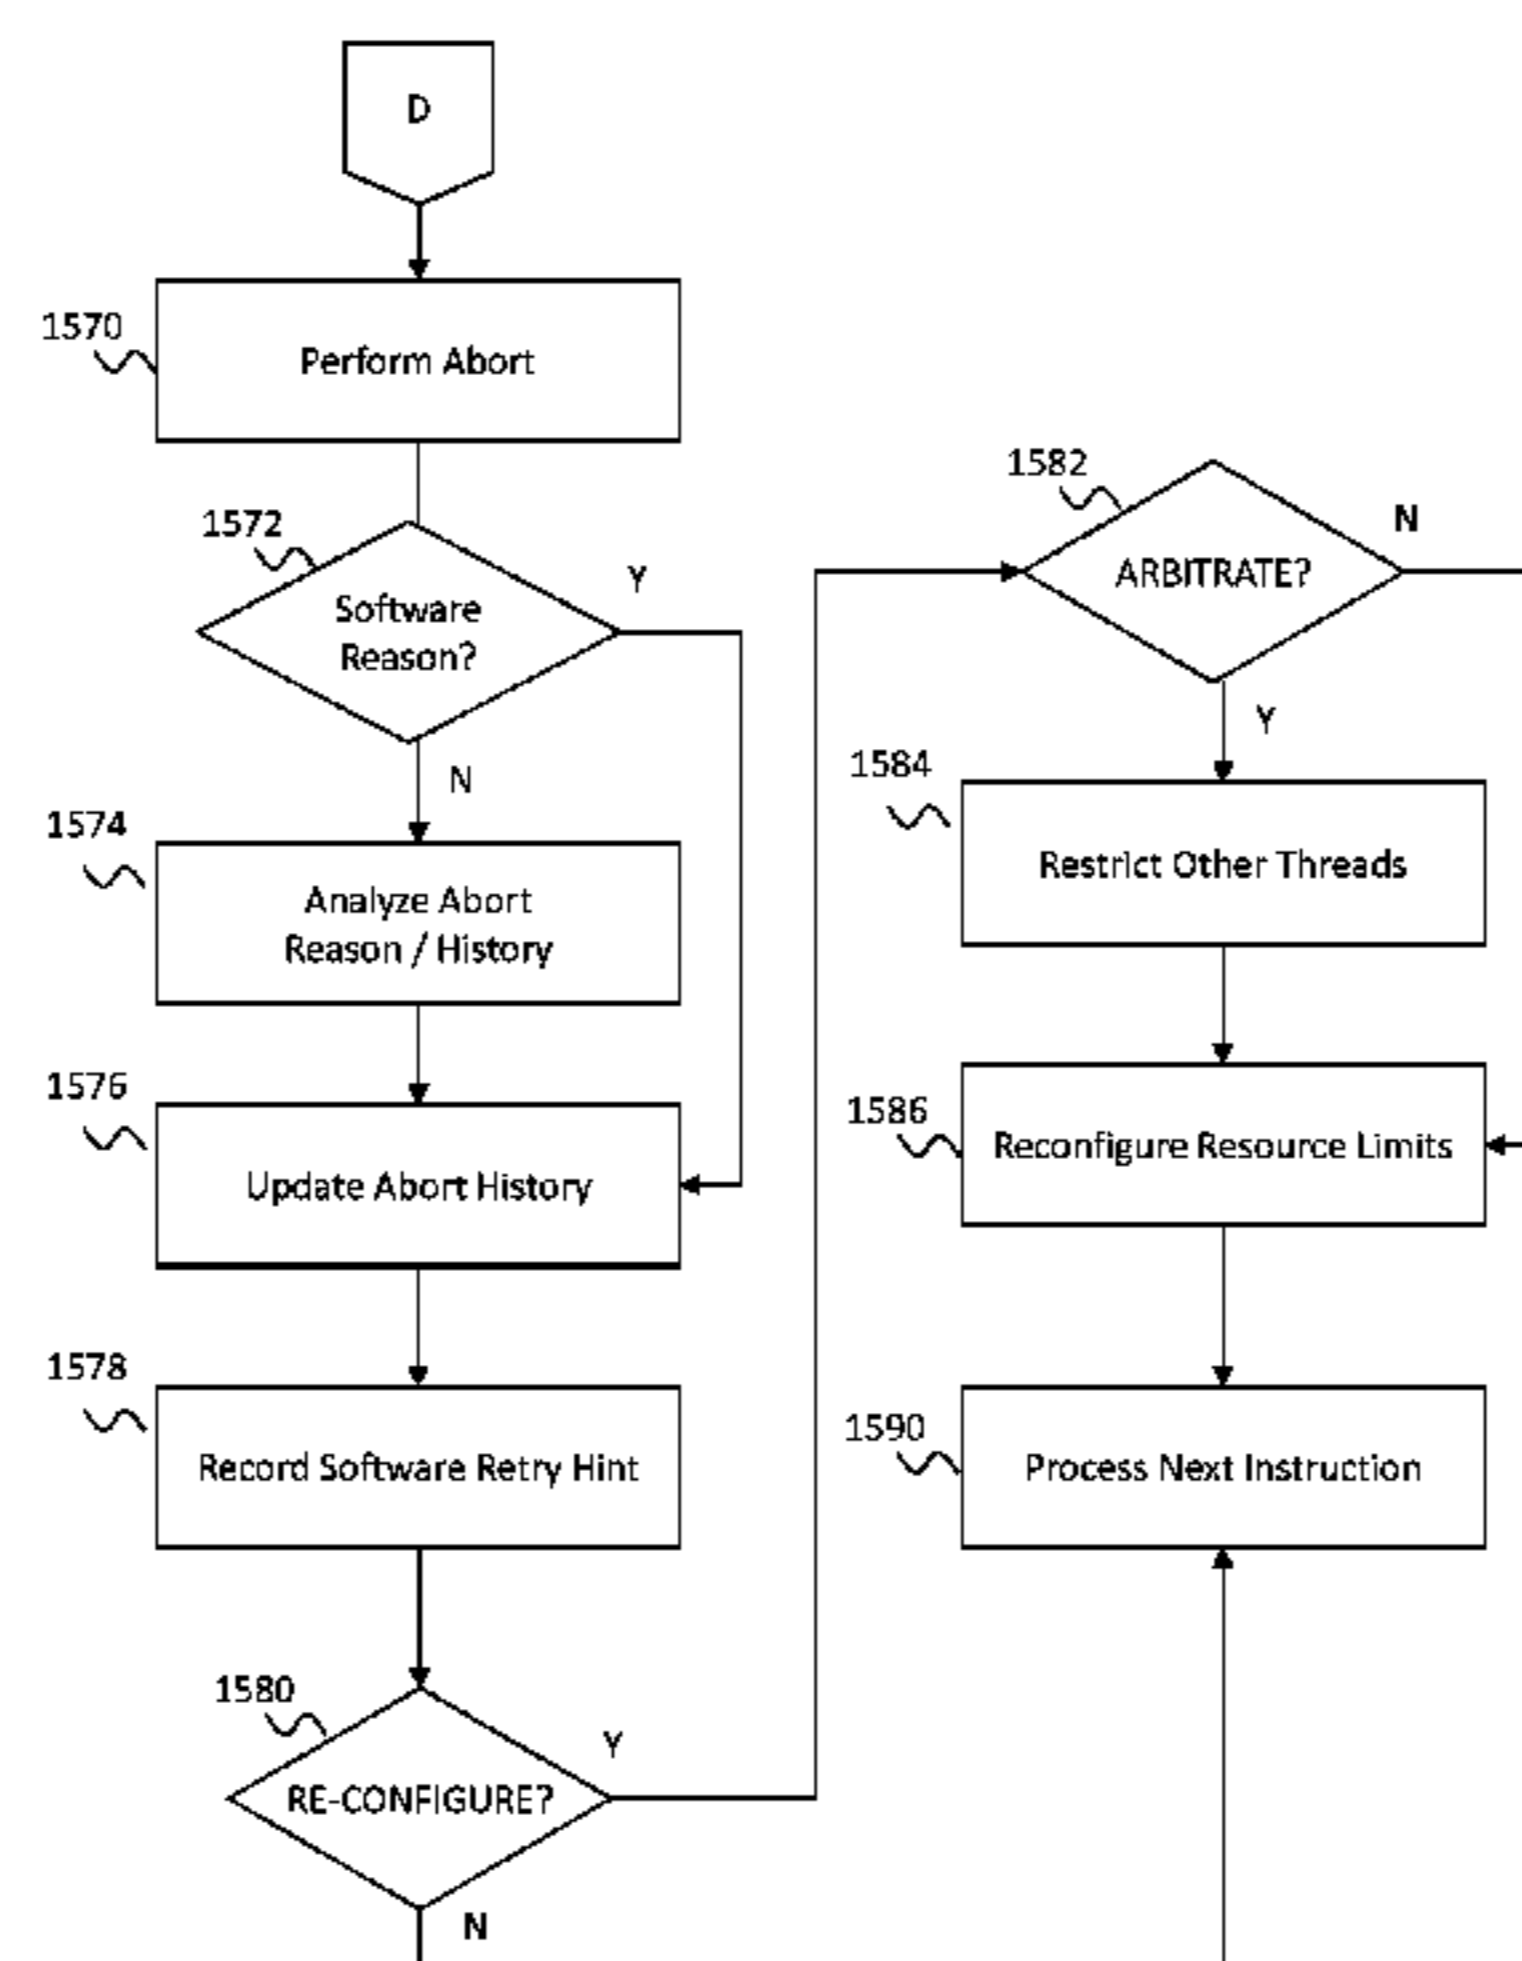 D
1570
Perform Abort
1572
Software
Reason?
Y
N
1574
Analyze Abort
Reason / History
1576
Update Abort History
1578
Record Software Retry Hint
1580
RE-CONFIGURE?
Y
N
1582
ARBITRATE?
N
Y
1584
Restrict Other Threads
1586
Reconfigure Resource Limits
1590
Process Next Instruction